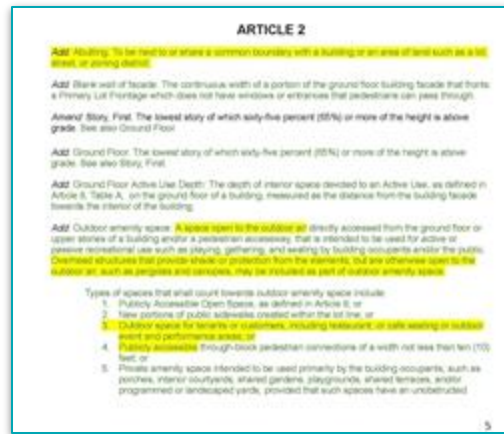 ARTICLE 2
Add: Abutting: To be next to or share a common boundary with a building or an area of land such as a lot,
street, or zoning district.
Add: Blank wall of facade: The continuous width of a portion of the ground floor building facade that fronts
a Primary Lot Frontage which does not have windows or entrances that pedestrians can pass through.
Amend: Story, First. The lowest story of which sixty-five percent (65%) or more of the height is above
grade. See also Ground Floor.
Add: Ground Floor. The lowest story of which sixty-five percent (65%) or more of the height is above
grade. See also Story, First.
Add: Ground Floor Active Use Depth: The depth of interior space devoted to an Active Use, as defined in
Article 8, Table A, on the ground floor of a building, measured as the distance from the building facade
towards the interior of the building.
Add: Outdoor amenity space: A space open to the outdoor air directly accessed from the ground floor or
upper stories of a building and/or a pedestrian accessway, that is intended to be used for active or
passive recreational use such as playing, gathering, and seating by building occupants and/or the public.
Overhead structures that provide shade or protection from the elements, but are otherwise open to the
outdoor air, such as pergolas and canopies, may be included as part of outdoor amenity space.
Types of spaces that shall count towards outdoor amenity space include:
1. Publicly Accessible Open Space, as defined in Article II; or
2. New portions of public sidewalks created within the lot line; or
3. Outdoor space for tenants or customers, including restaurant, or cafe seating or outdoor
event and performance areas; or
4. Publicly accessible through-block pedestrian connections of a width not less than ten (10)
feet; or
5. Private amenity space intended to be used primarily by the building occupants, such as
porches, interior courtyards, shared gardens, playgrounds, shared terraces, and/or
programmed or landscaped yards, provided that such spaces have an unobstructed
5